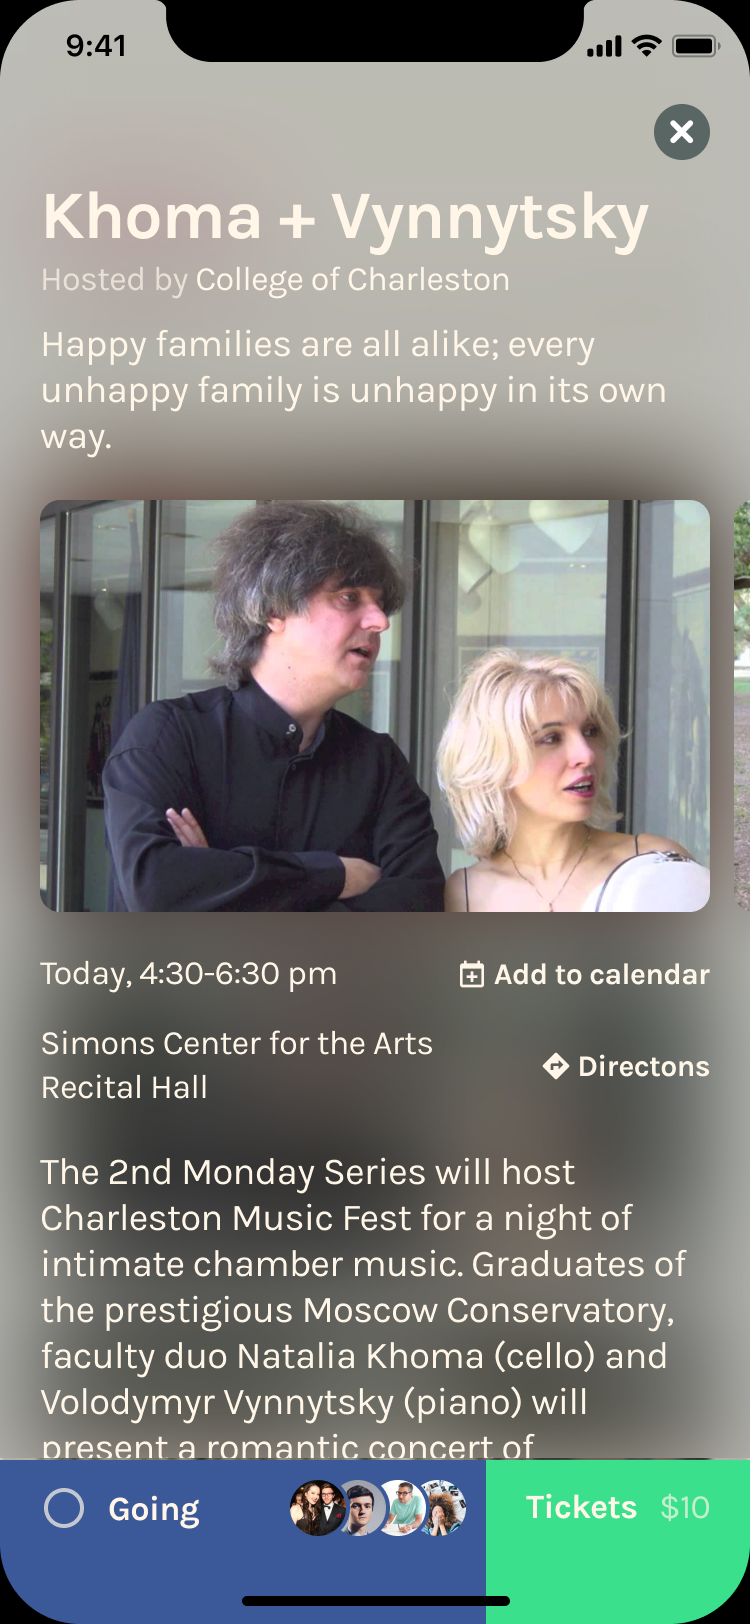 9:41
Khoma + Vynnytsky
Hosted by College of Charleston
Happy families are all alike; every
unhappy family is unhappy in its own
way.
Today, 4:30-6:30 pm
Add to calendar
Simons Center for the Arts
Recital Hall
Directons
The 2nd Monday Series will host
Charleston Music Fest for a night of
intimate chamber music. Graduates of
the prestigious Moscow Conservatory,
faculty duo Natalia Khoma (cello) and
Volodymyr Vynnytsky (piano) will
present a romantic concert of
Going
Tickets $10